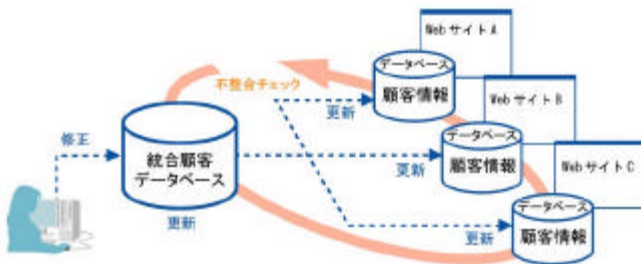 WebサイトA
データベース
顧客情報
不整合チェック
更新
WebサイトB
データベース
顧客情報
修正
統合顧客
データベース
更新
WebサイトC
データベース
顧客情報
更新
更新